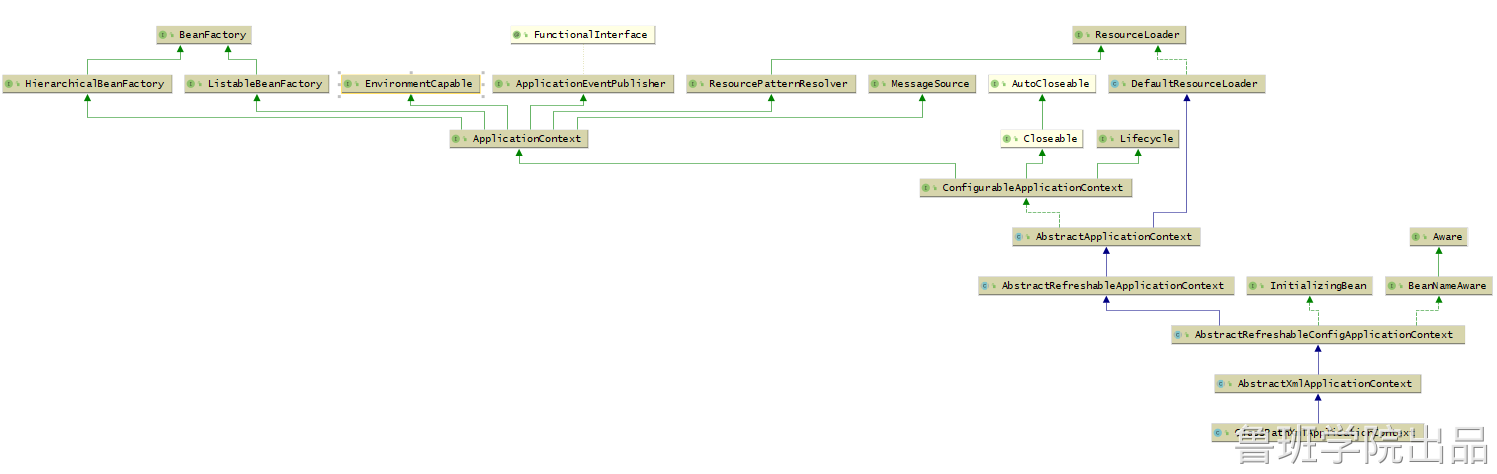 BeanFactory
FunctionalInterface
ResourceLoader
HierarchicalBeanFactory
ListableBeanFactory
EnvironmentCapable
ApplicationEventPublisher
ResourcePatternResolver
MessageSource
AutoCloseable
DefaultResourceLoader
ApplicationContext
Closeable
Lifecycle
ConfigurableApplicationContext
AbstractApplicationContext
Aware
AbstractRefreshableApplicationContext
InitializingBean
BeanNameAware
AbstractRefreshableConfigApplicationContext
AbstractXmlApplicationContext
ClassPathXmlApplicationContext
鲁班学院出品